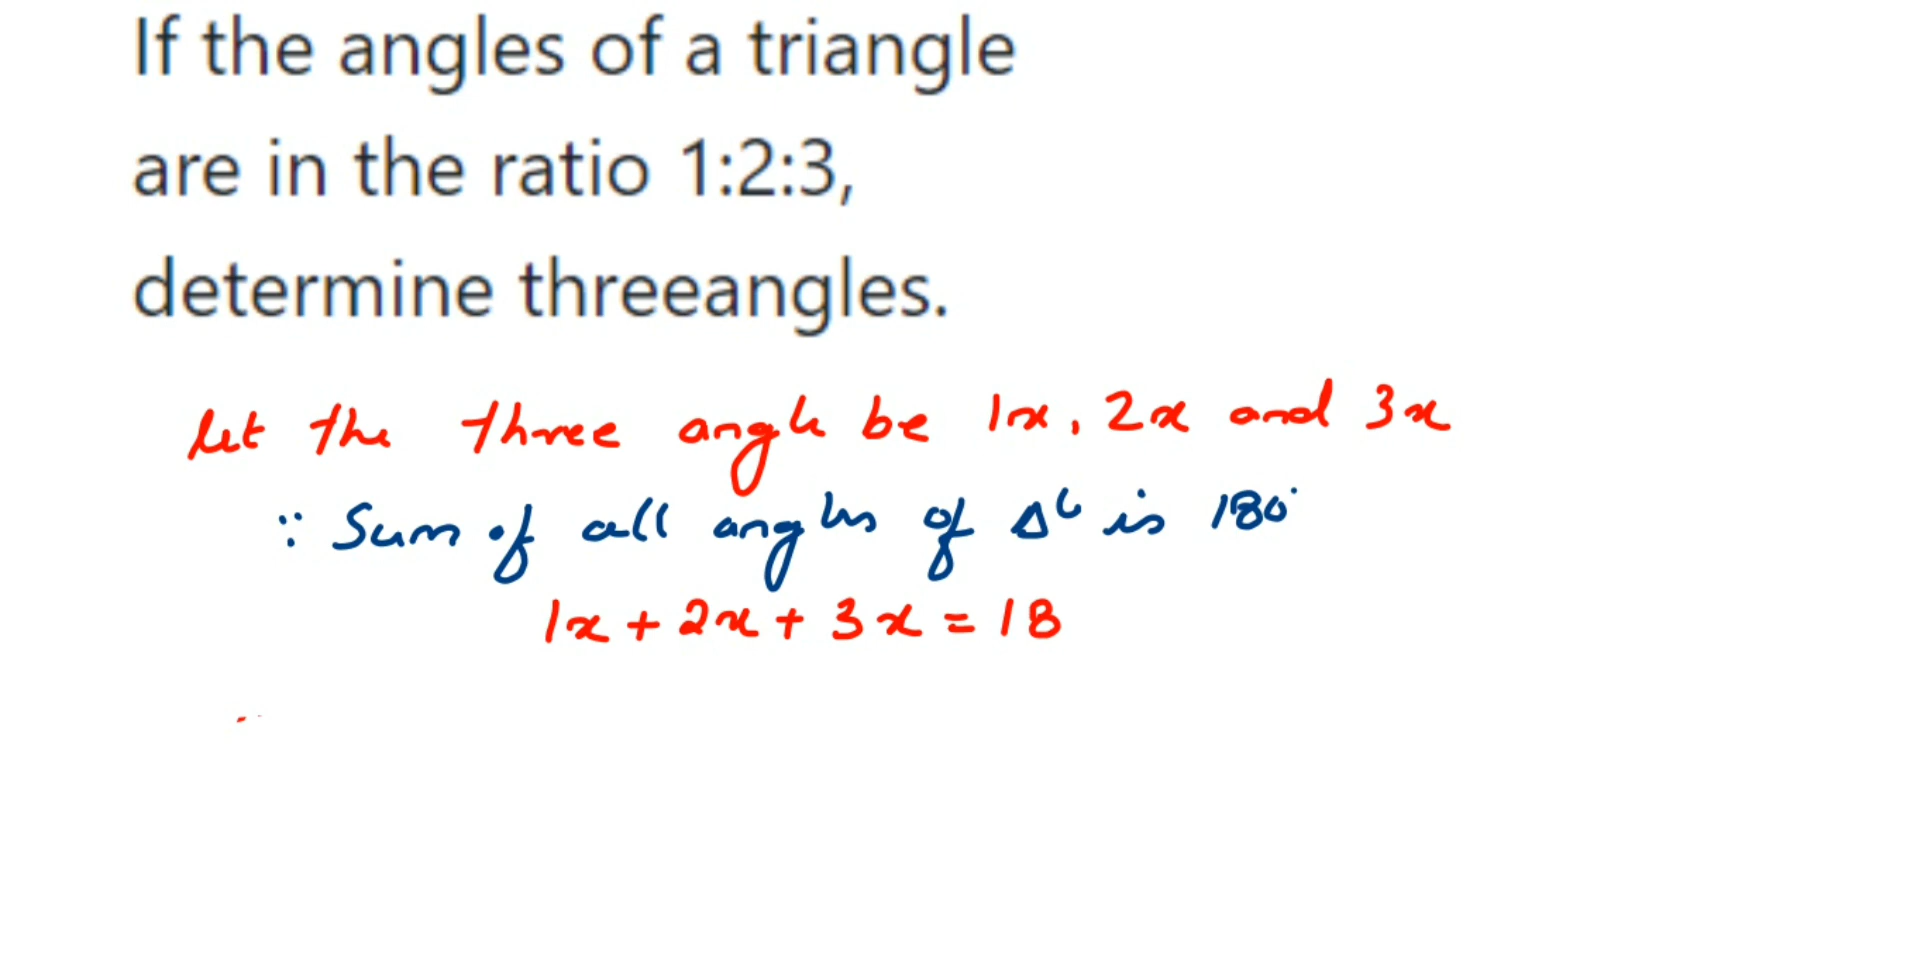 If the angles of a triangle
are in the ratio 1:2:3,
determine threeangles.
Let the three angle be 1x, 2x and 3x
∵ Sum of all angles of Δle is 180°
1x + 2x + 3x = 18